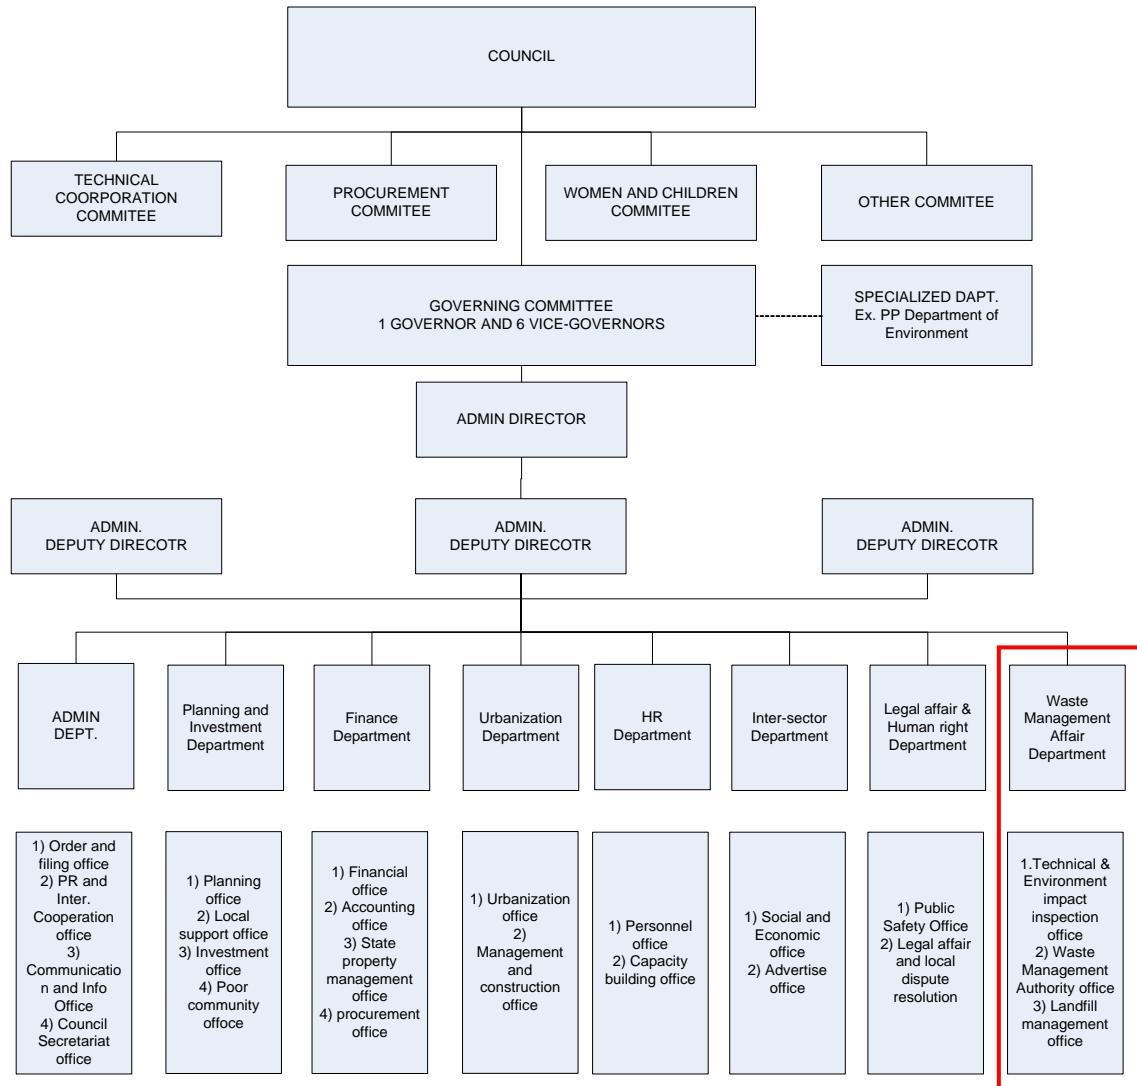 COUNCIL
TECHNICAL
COORPORATION
COMMITEE
PROCUREMENT
COMMITEE
WOMEN AND CHILDREN
COMMITEE
OTHER COMMITEE
GOVERNING COMMITTEE
1 GOVERNOR AND 6 VICE-GOVERNORS
SPECIALIZED DAPT.
Ex. PP Department of
Environment
ADMIN DIRECTOR
ADMIN.
DEPUTY DIRECOTR
ADMIN.
DEPUTY DIRECOTR
ADMIN.
DEPUTY DIRECOTR
ADMIN
DEPT.
Planning and
Investment
Department
Finance
Department
Urbanization
Department
HR
Department
Inter-sector
Department
Legal affair &
Human right
Department
Waste
Management
Affair
Department
1) Order and
filing office
2) PR and
Inter.
Cooperation
office
3)
Communicatio
n and Info
Office
4) Council
Secretariat
office
1) Planning
office
2) Local
support office
3) Investment
office
4) Poor
community
offoce
1) Financial
office
2) Accounting
office
3) State
property
management
office
4) procurement
office
1) Urbanization
office
2)
Management
and
construction
office
1) Personnel
office
2) Capacity
building office
1) Social and
Economic
office
2) Advertise
office
1) Public
Safety Office
2) Legal affair
and local
dispute
resolution
1.Technical &
Environment
impact
inspection
office
2) Waste
Management
Authority office
3) Landfill
management
office